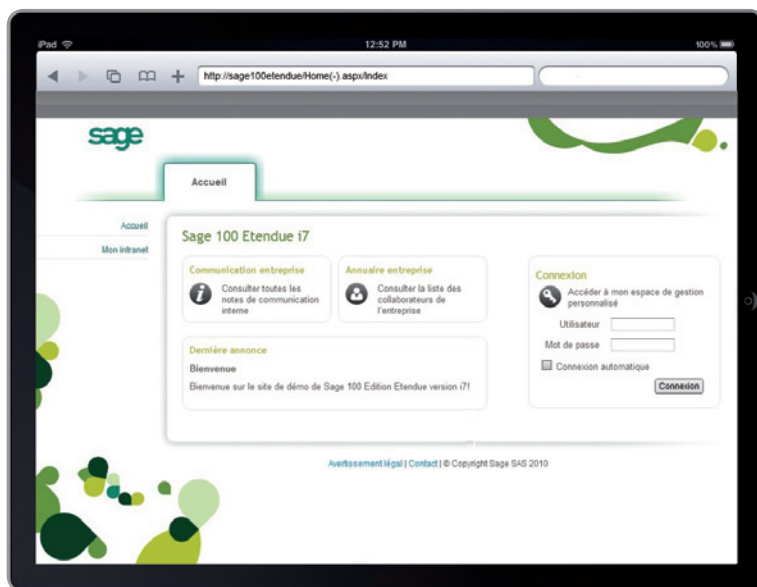 iPad
12:52 PM
100%
http://sage100etendue/Home(-).aspx/Index
sage
Accueil
Accueil
Mon intranet
Sage 100 Etendue i7
Communication entreprise
Consulter toutes les
notes de communication
interne
Annuaire entreprise
Consulter la liste des
collaborateurs de
l'entreprise
Dernière annonce
Bienvenue
Bienvenue sur le site de démo de Sage 100 Edition Etendue version i7!
Connexion
Accéder à mon espace de gestion
personnalisé
Utilisateur
Mot de passe
Connexion automatique
Connexion
Avertissement légal | Contact | © Copyright Sage SAS 2010